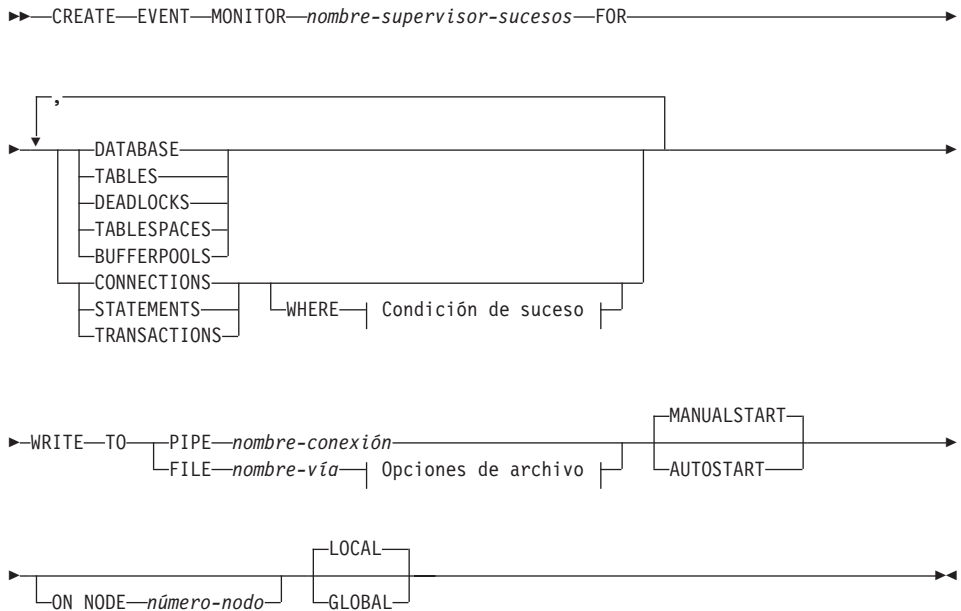 CREATE EVENT MONITOR nombre-supervisor-sucesos FOR
,
DATABASE
TABLES
DEADLOCKS
TABLESPACES
BUFFERPOOLS
CONNECTIONS
STATEMENTS WHERE Condición de suceso
TRANSACTIONS
MANUALSTART
WRITE TO PIPE nombre-conexión
FILE nombre-vía Opciones de archivo AUTOSTART
LOCAL
ON NODE número-nodo GLOBAL